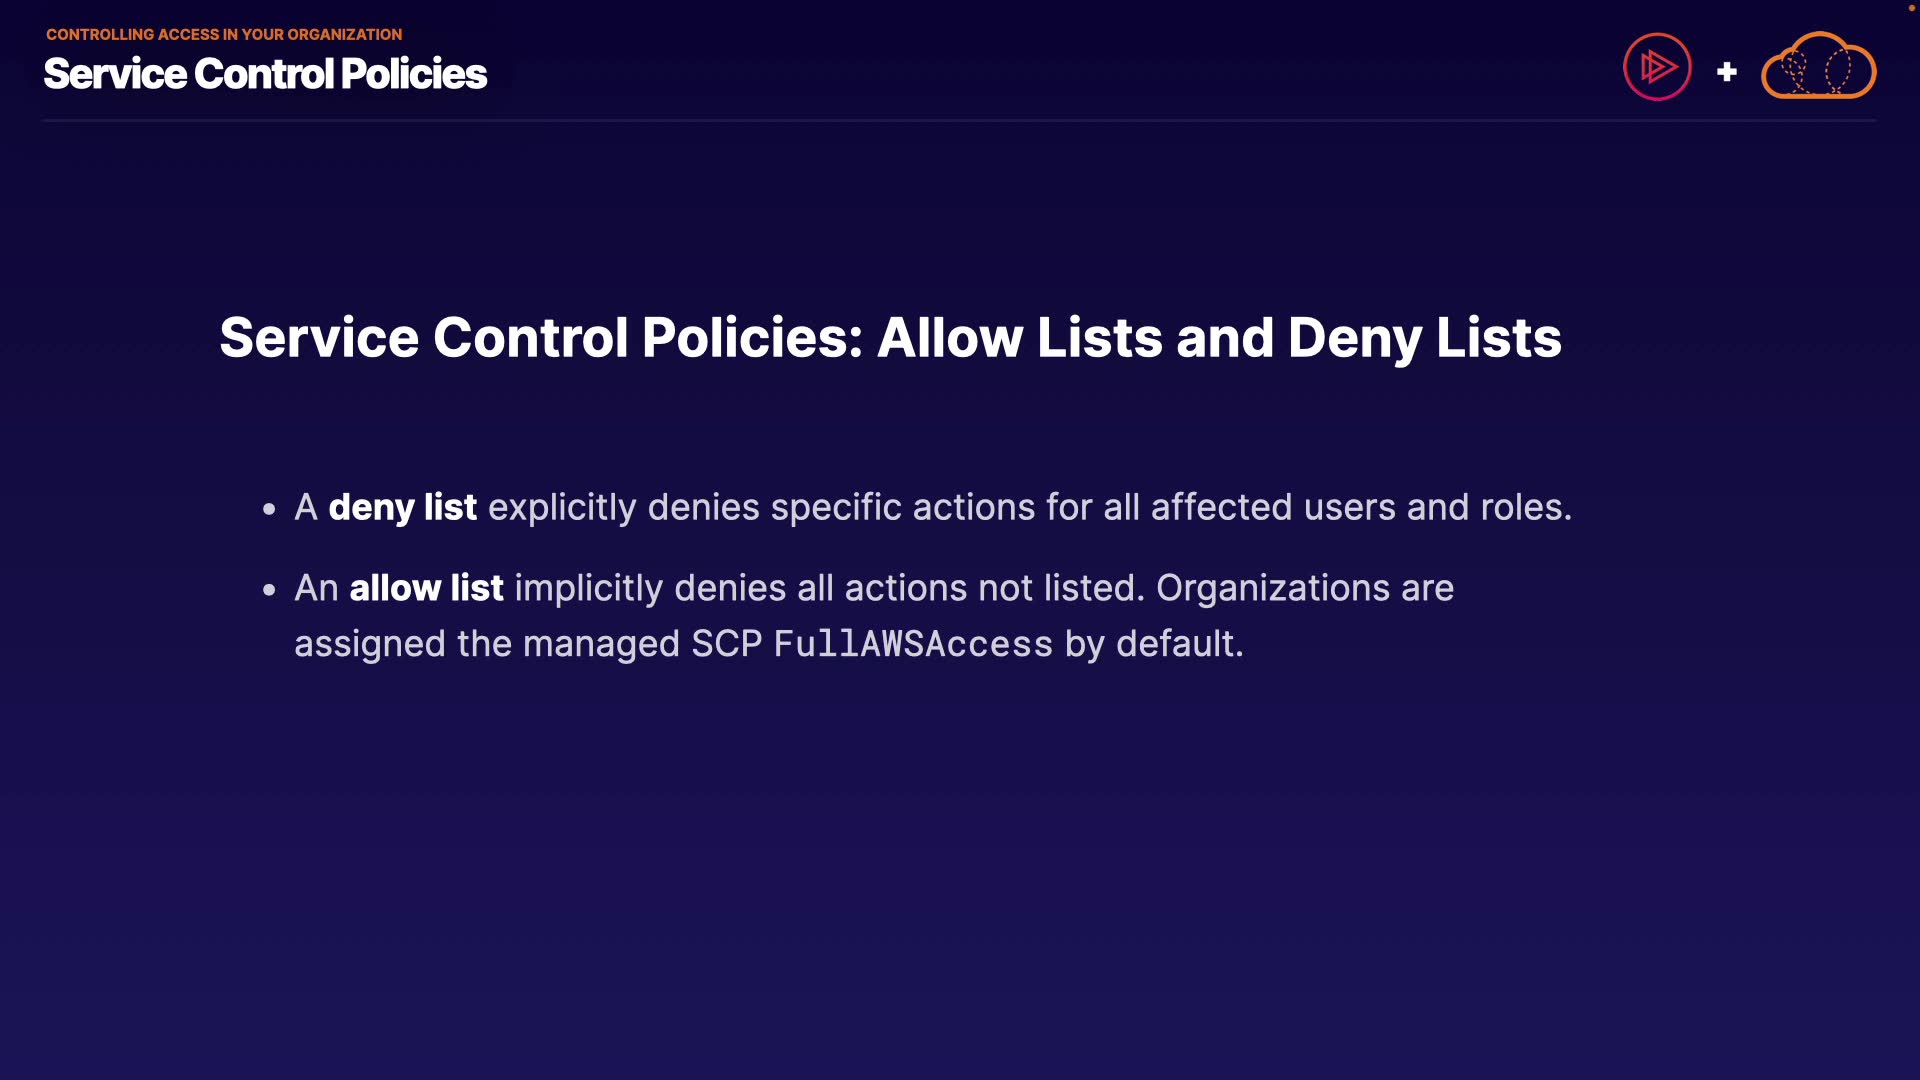 CONTROLLING ACCESS IN YOUR ORGANIZATION
Service Control Policies
Service Control Policies: Allow Lists and Deny Lists
• A deny list explicitly denies specific actions for all affected users and roles.
• An allow list implicitly denies all actions not listed. Organizations are
assigned the managed SCP FullAWSAccess by default.